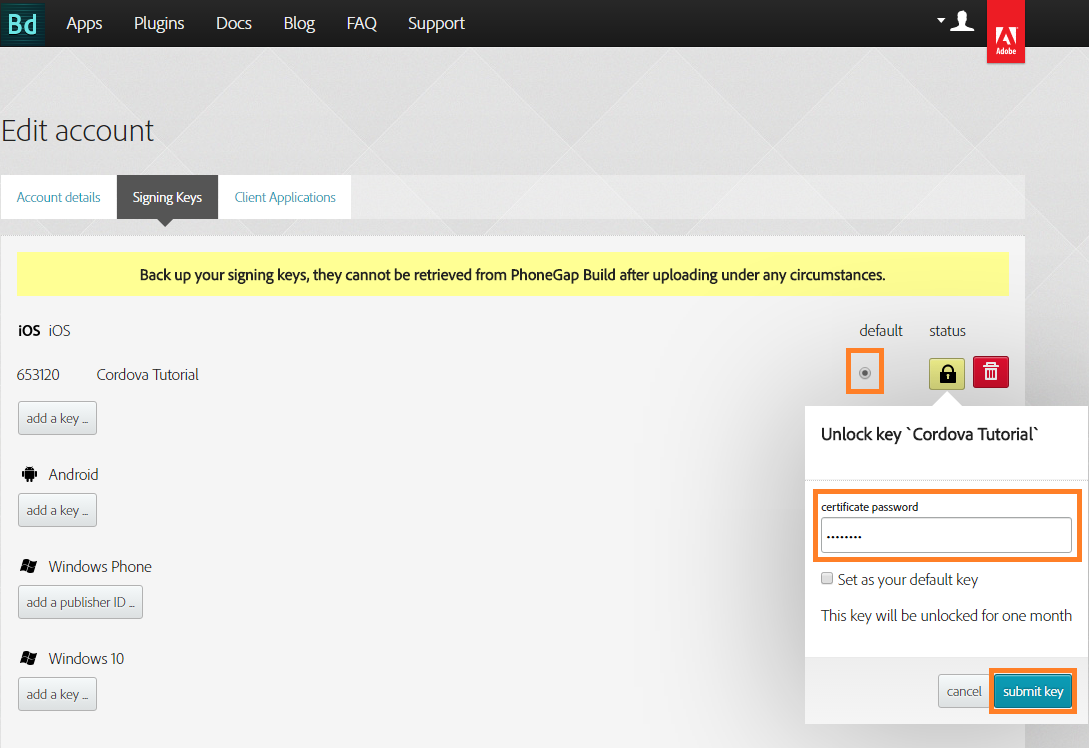 Bd Apps Plugins Docs Blog FAQ Support
Adobe
Edit account
Account details Signing Keys Client Applications
Back up your signing keys, they cannot be retrieved from PhoneGap Build after uploading under any circumstances.
iOS iOS default status
653120 Cordova Tutorial
add a key ...
Unlock key `Cordova Tutorial`
Android
add a key ...
certificate password
········
Windows Phone
Set as your default key
add a publisher ID ...
This key will be unlocked for one month
Windows 10
add a key ...
cancel submit key